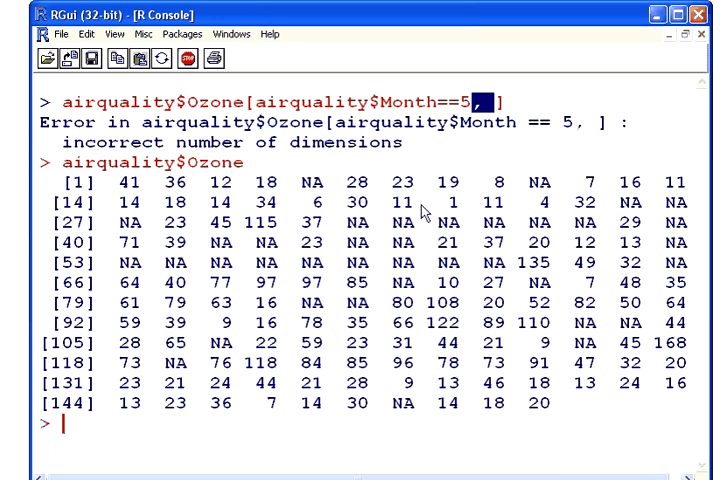 RGui (32-bit) - [R Console]
File Edit View Misc Packages Windows Help
STOP
> airquality$Ozone[airquality$Month==5, ]
Error in airquality$Ozone[airquality$Month == 5, ] :
incorrect number of dimensions
> airquality$Ozone
[1] 41 36 12 18 NA 28 23 19 8 NA 7 16 11
[14] 14 18 14 34 6 30 11 1 11 4 32 NA NA
[27] NA 23 45 115 37 NA NA NA NA NA NA 29 NA
[40] 71 39 NA NA 23 NA NA 21 37 20 12 13 NA
[53] NA NA NA NA NA NA NA NA NA 135 49 32 NA
[66] 64 40 77 97 97 85 NA 10 27 NA 7 48 35
[79] 61 79 63 16 NA NA 80 108 20 52 82 50 64
[92] 59 39 9 16 78 35 66 122 89 110 NA NA 44
[105] 28 65 NA 22 59 23 31 44 21 9 NA 45 168
[118] 73 NA 76 118 84 85 96 78 73 91 47 32 20
[131] 23 21 24 44 21 28 9 13 46 18 13 24 16
[144] 13 23 36 7 14 30 NA 14 18 20
>